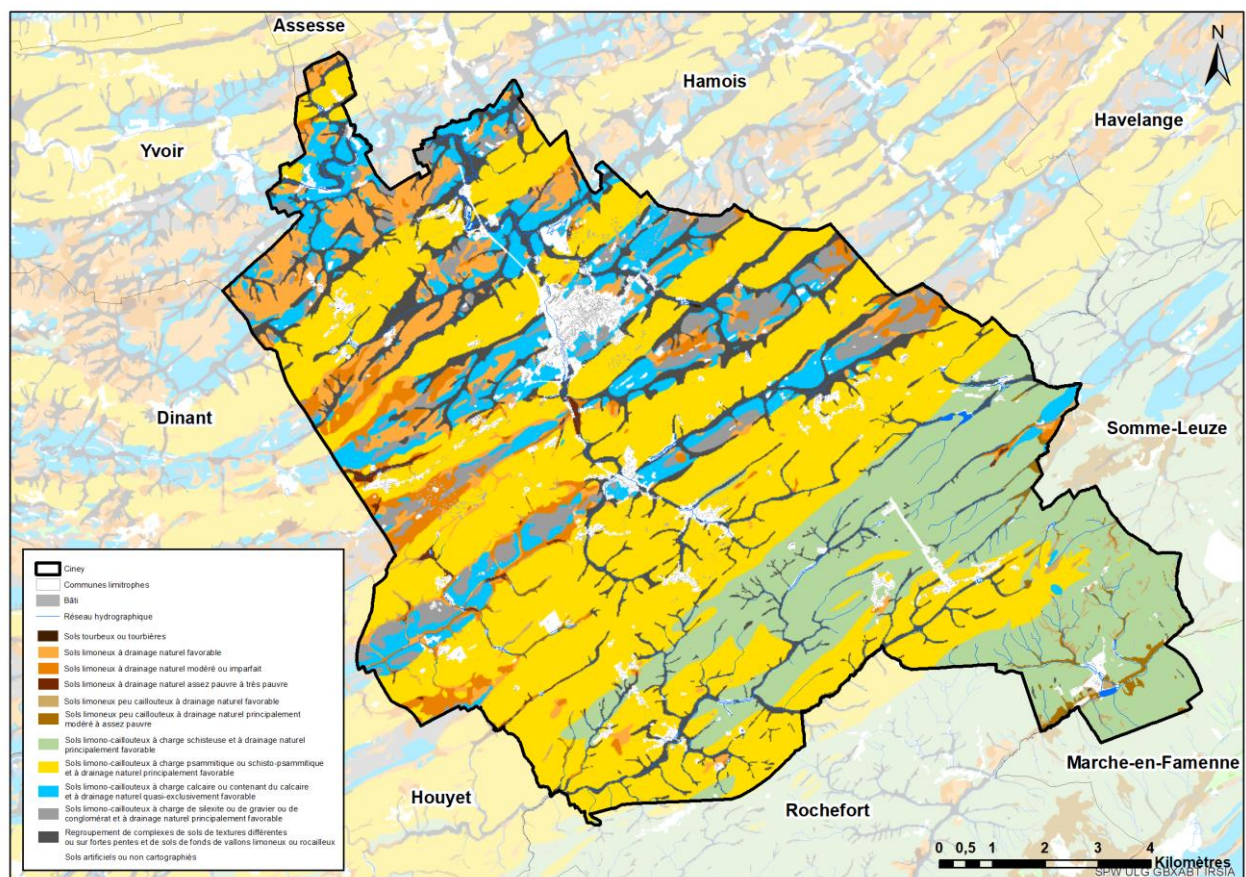 Assesse
N
Hamois
Havelange
Yvoir
Dinant
Somme-Leuze
Marche-en-Famenne
Houyet
Rochefort
Ciney
Communes limitrophes
Bâti
Réseau hydrographique
Sols tourbeux ou tourbières
Sols limoneux à drainage naturel favorable
Sols limoneux à drainage naturel modéré ou imparfait
Sols limoneux à drainage naturel assez pauvre à très pauvre
Sols limoneux peu caillouteux à drainage naturel favorable
Sols limoneux peu caillouteux à drainage naturel principalement
modéré à assez pauvre
Sols limono-caillouteux à charge schisteuse et à drainage naturel
principalement favorable
Sols limono-caillouteux à charge psammitique ou schisto-psammitique
et à drainage naturel principalement favorable
Sols limono-caillouteux à charge calcaire ou contenant du calcaire
et à drainage naturel quasi-exclusivement favorable
Sols limono-caillouteux à charge de silexite ou de gravier ou de
conglomérat et à drainage naturel principalement favorable
Regroupement de complexes de sols de textures différentes
ou sur fortes pentes et de sols de fonds de vallons limoneux ou rocailleux
Sols artificiels ou non cartographiés
0 0,5 1 2 3 4
Kilomètres
SPW ULG GBXABT IRSIA